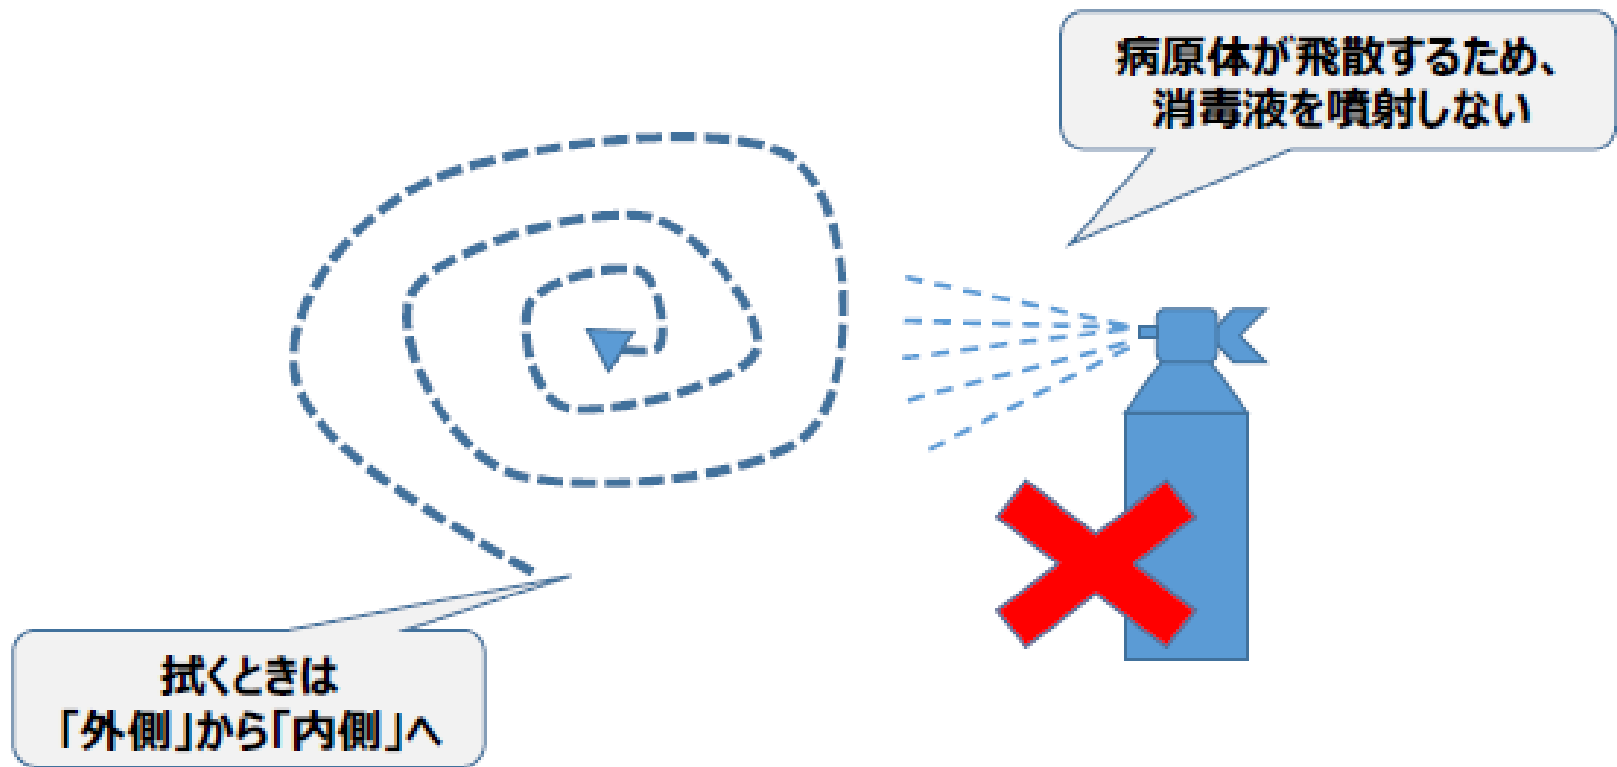 病原体が飛散するため、
消毒液を噴射しない
拭くときは
「外側」から「内側」へ